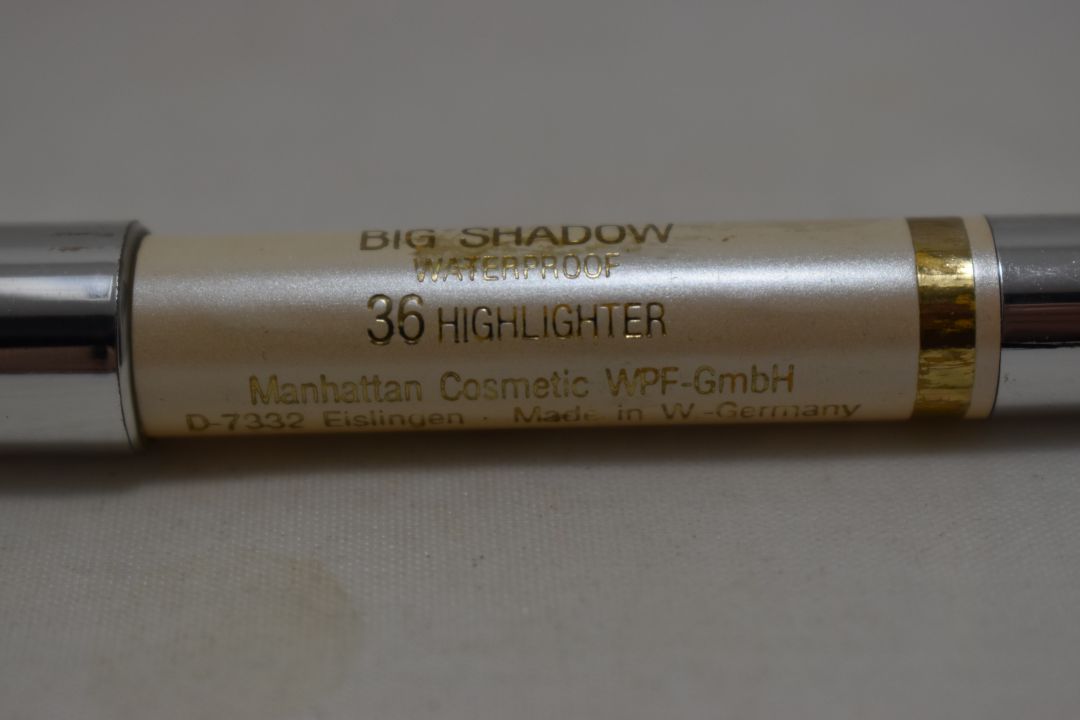 BIG SHADOW
WATERPROOF
36 HIGHLIGHTER
Manhattan Cosmetic WPF-GmbH
D-7332 Eislingen · Made in W.-Germany